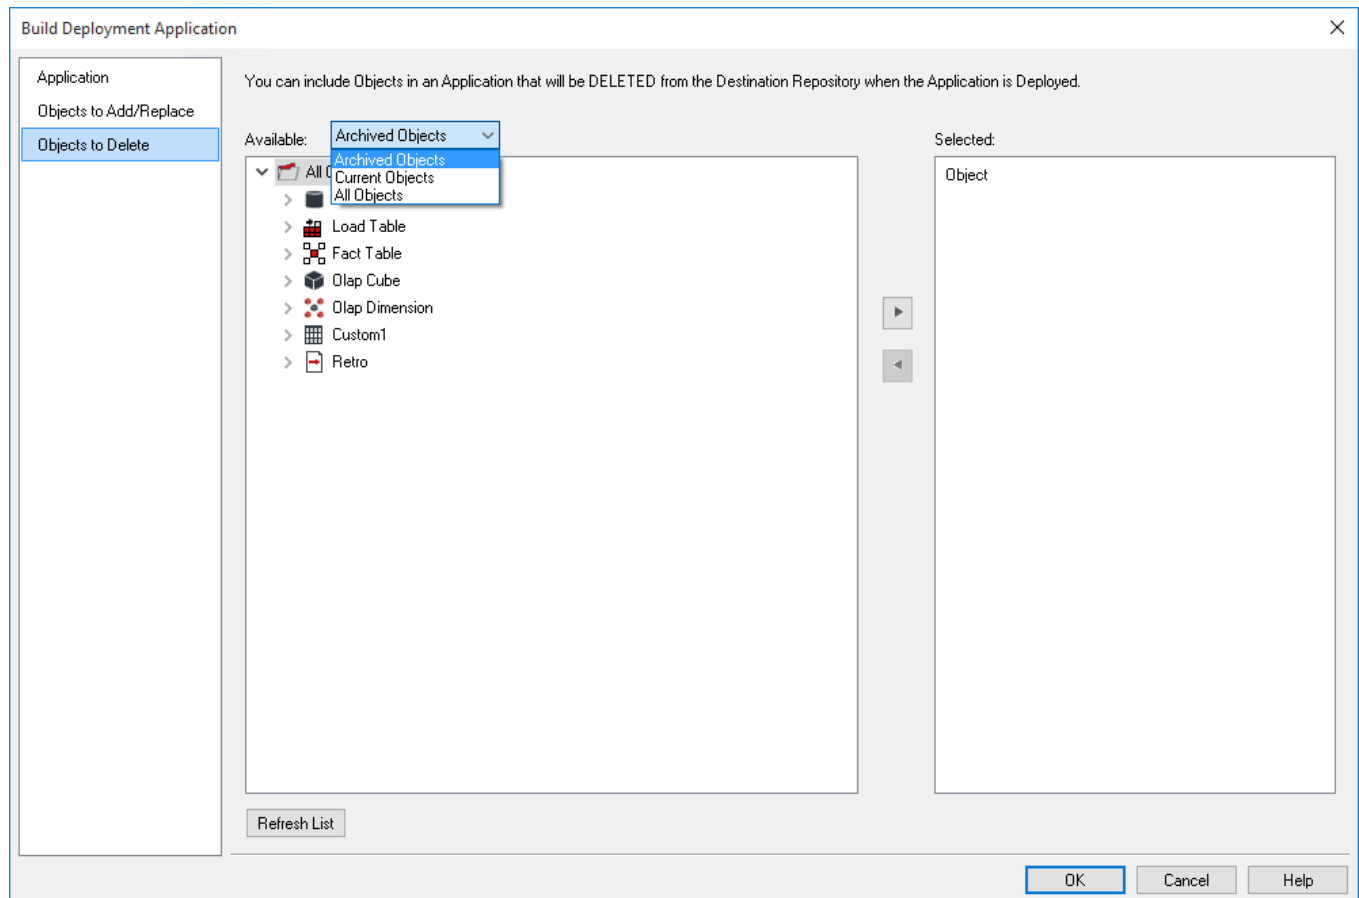 Build Deployment Application
Application
Objects to Add/Replace
Objects to Delete
You can include Objects in an Application that will be DELETED from the Destination Repository when the Application is Deployed.
Available:
Archived Objects
Archived Objects
Current Objects
All Objects
All
Load Table
Fact Table
Olap Cube
Olap Dimension
Custom1
Retro
Selected:
Object
Refresh List
OK
Cancel
Help